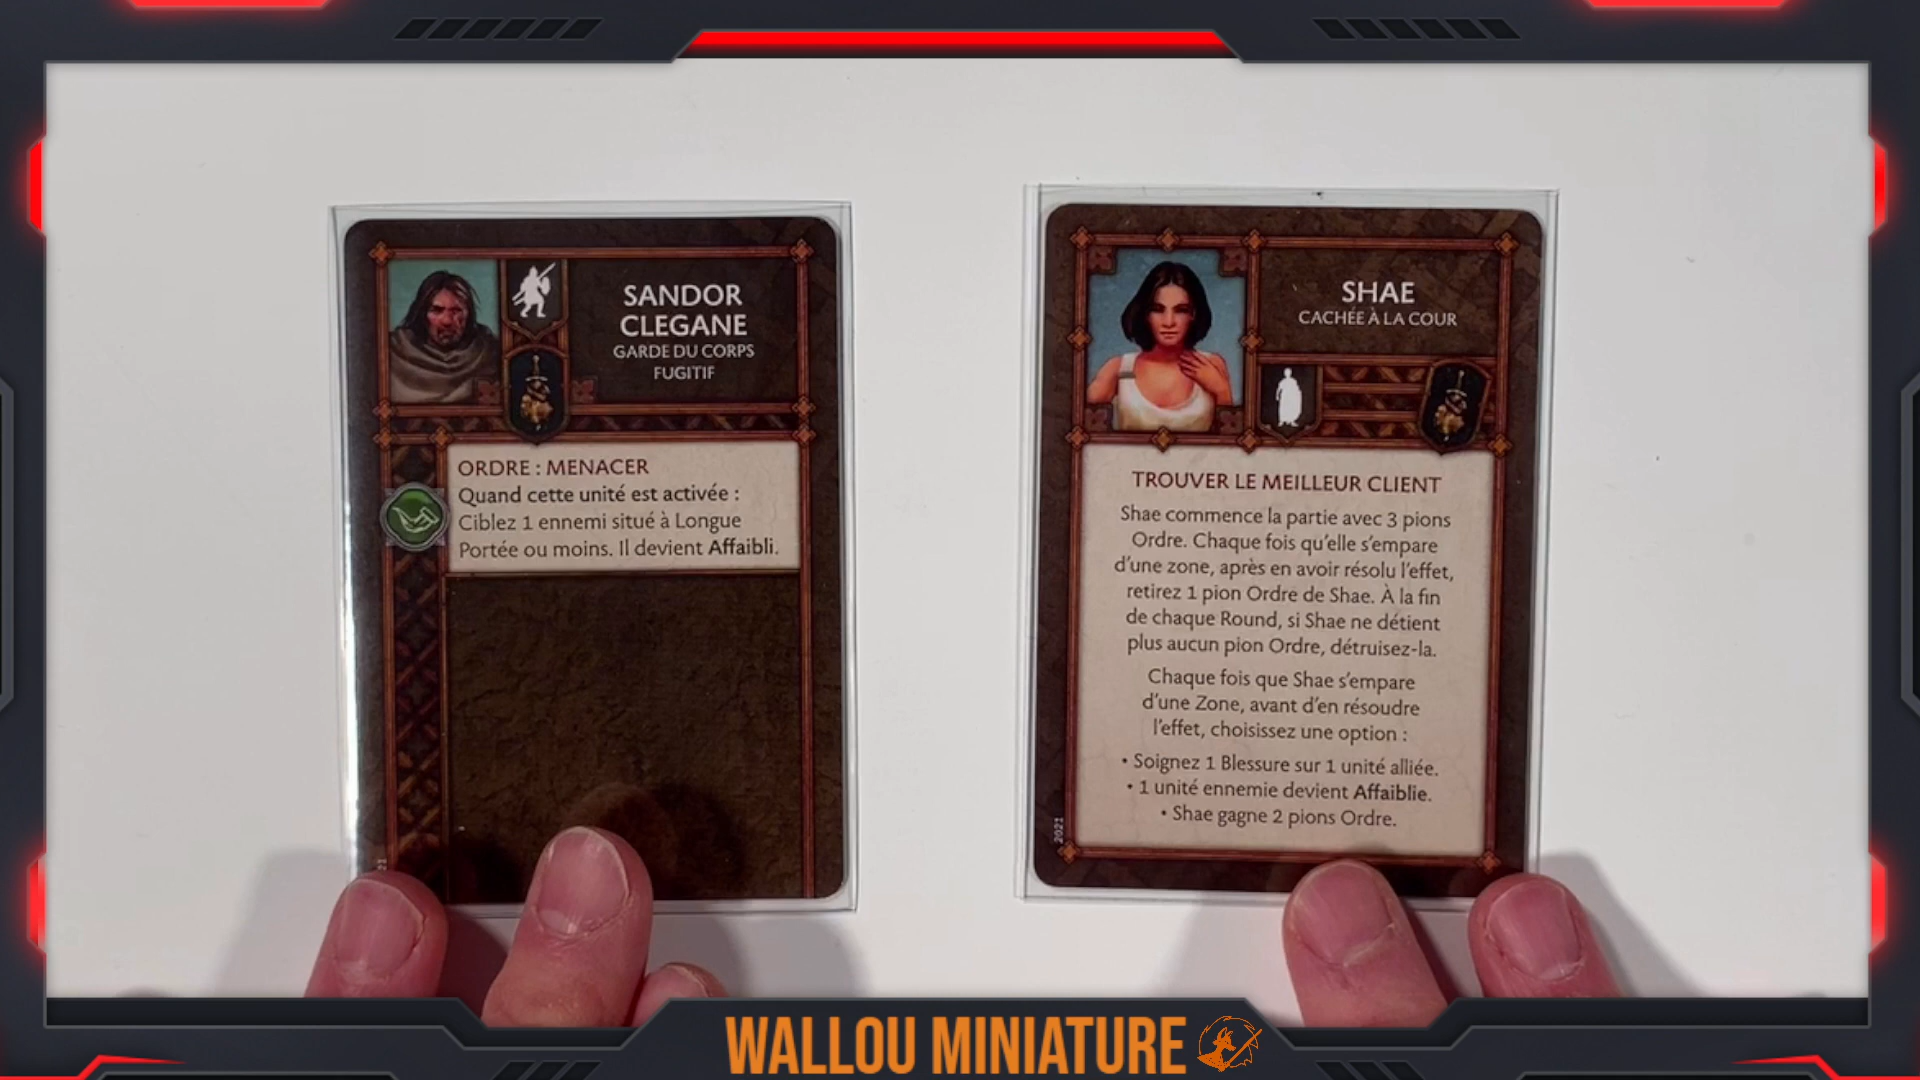 SANDOR
CLEGANE
GARDE DU CORPS
FUGITIF
ORDRE : MENACER
Quand cette unité est activée :
Ciblez 1 ennemi situé à Longue
Portée ou moins. Il devient Affaibli.
21
SHAE
CACHÉE À LA COUR
TROUVER LE MEILLEUR CLIENT
Shae commence la partie avec 3 pions
Ordre. Chaque fois qu'elle s'empare
d'une zone, après en avoir résolu l'effet,
retirez 1 pion Ordre de Shae. À la fin
de chaque Round, si Shae ne détient
plus aucun pion Ordre, détruisez-la.
Chaque fois que Shae s'empare
d'une Zone, avant d'en résoudre
l'effet, choisissez une option :
• Soignez 1 Blessure sur 1 unité alliée.
• 1 unité ennemie devient Affaiblie.
• Shae gagne 2 pions Ordre.
2021
WALLOU MINIATURE